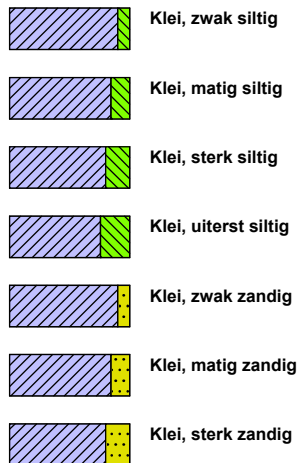 Klei, zwak siltig
Klei, matig siltig
Klei, sterk siltig
Klei, uiterst siltig
Klei, zwak zandig
Klei, matig zandig
Klei, sterk zandig